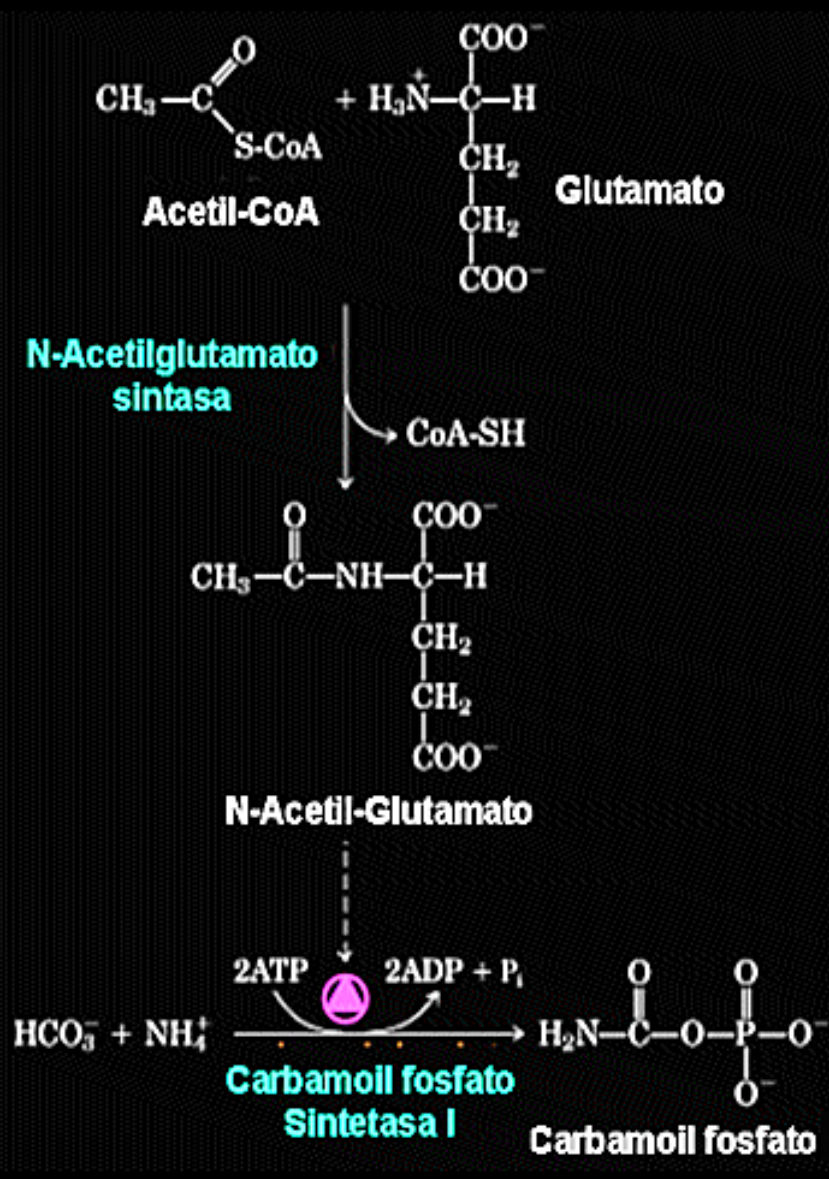 O COO⁻
CH₃—C + H₃N⁺—C—H
S-CoA CH₂
Acetil-CoA Glutamato
CH₂
COO⁻
N-Acetilglutamato
sintasa
CoA-SH
O COO⁻
CH₃—C—NH—C—H
CH₂
CH₂
COO⁻
N-Acetil-Glutamato
2ATP 2ADP + Pᵢ O O
HCO₃⁻ + NH₄⁺ H₂N—C—O—P—O⁻
O⁻
Carbamoil fosfato
Sintetasa I
Carbamoil fosfato